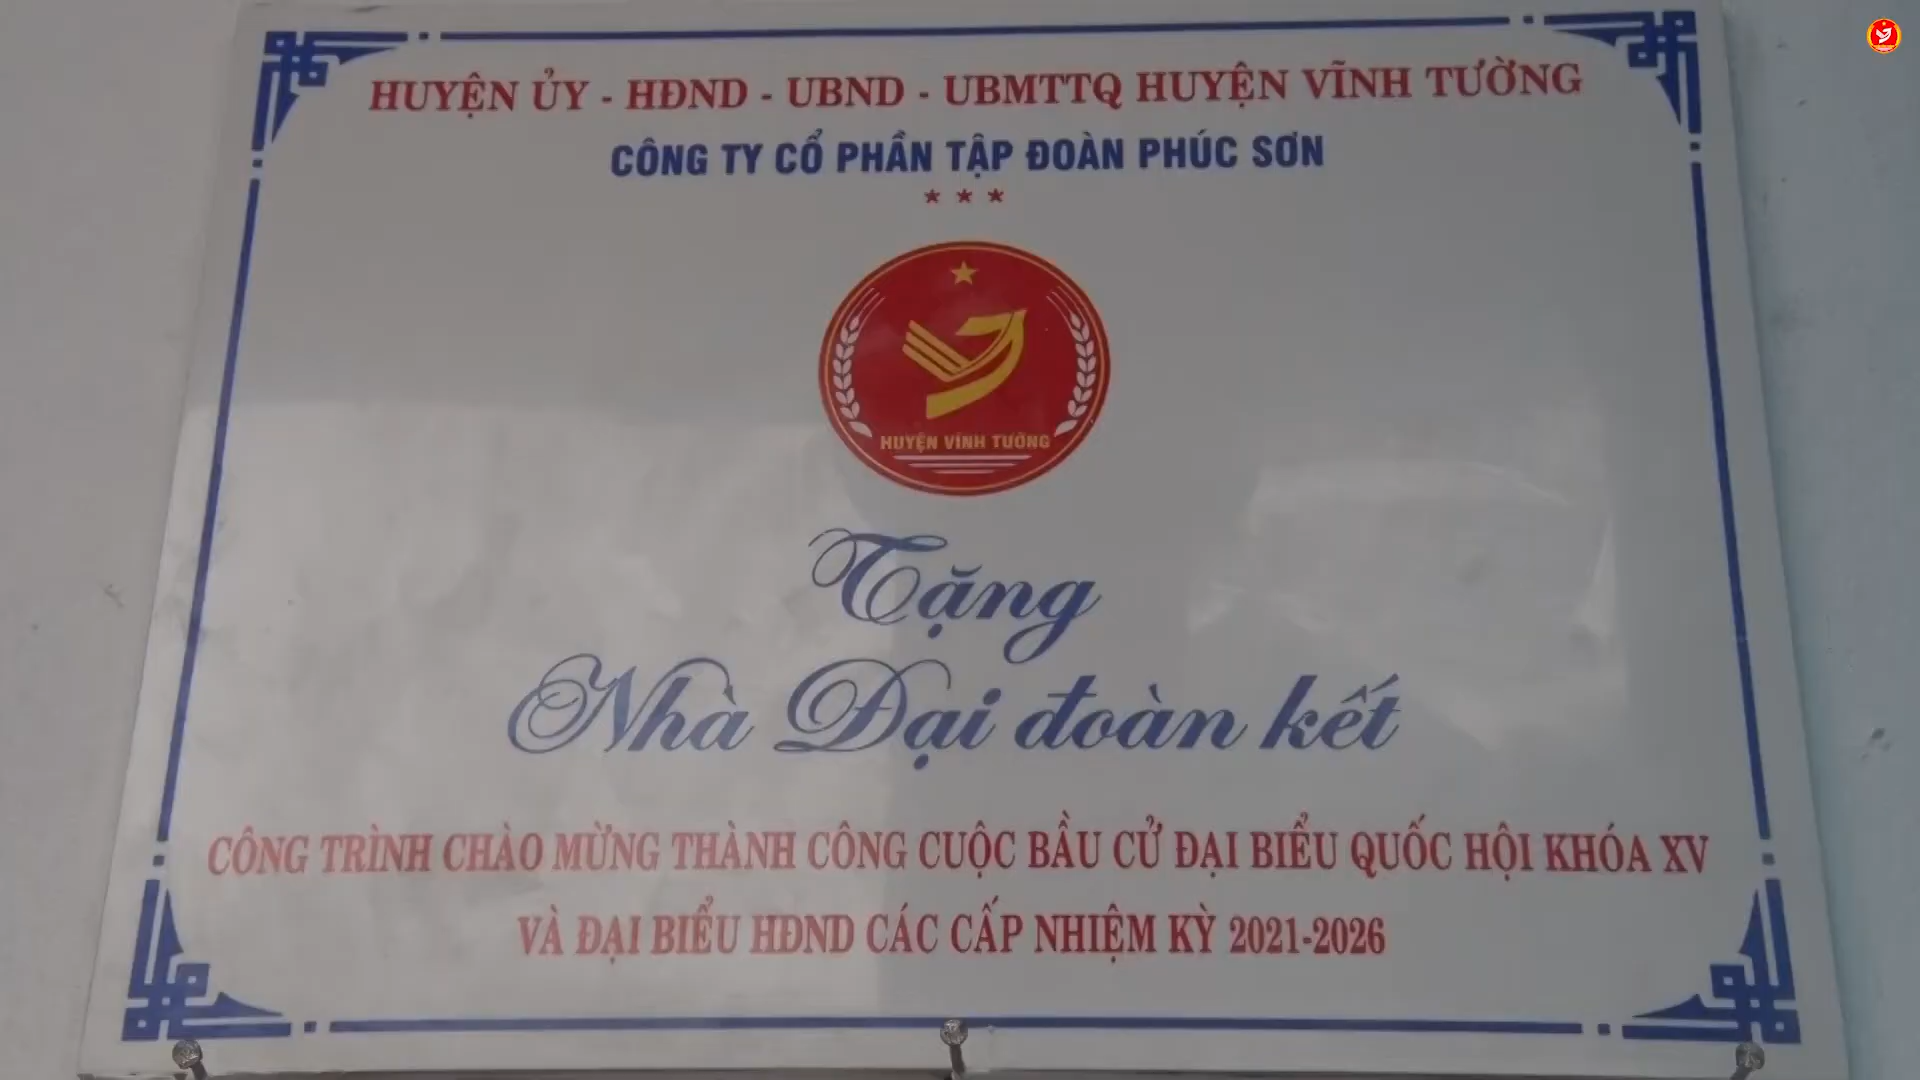 HUYỆN ỦY - HĐND - UBND - UBMTTQ HUYỆN VĨNH TƯỜNG
CÔNG TY CỔ PHẦN TẬP ĐOÀN PHÚC SƠN
HUYỆN VĨNH TƯỜNG
Tặng
Nhà Đại đoàn kết
CÔNG TRÌNH CHÀO MỪNG THÀNH CÔNG CUỘC BẦU CỬ ĐẠI BIỂU QUỐC HỘI KHÓA XV
VÀ ĐẠI BIỂU HĐND CÁC CẤP NHIỆM KỲ 2021-2026